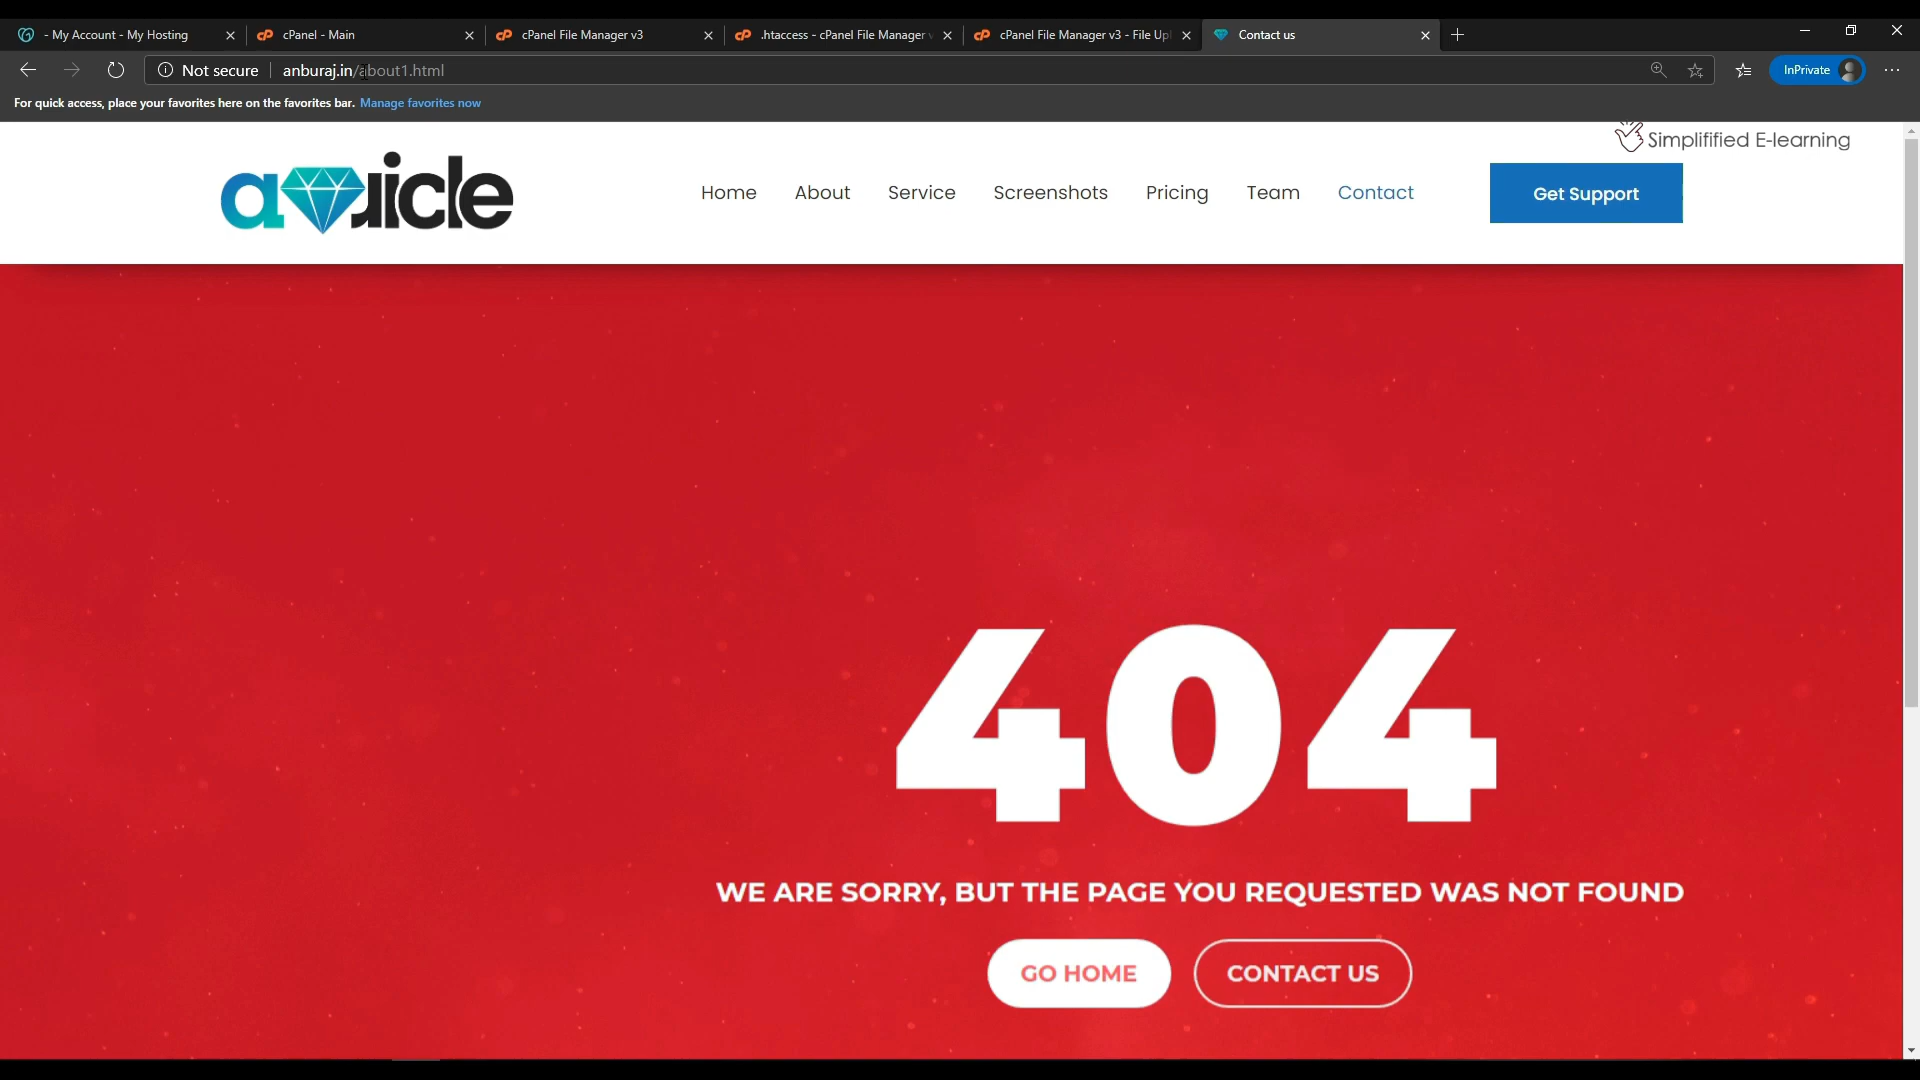 - My Account - My Hosting
cPanel - Main
cPanel File Manager v3
.htaccess - cPanel File Manager v
cPanel File Manager v3 - File Upl
Contact us
Not secure
anburaj.in/about1.html
InPrivate
For quick access, place your favorites here on the favorites bar. Manage favorites now
Simplifified E-learning
Home
About
Service
Screenshots
Pricing
Team
Contact
Get Support
404
WE ARE SORRY, BUT THE PAGE YOU REQUESTED WAS NOT FOUND
GO HOME
CONTACT US